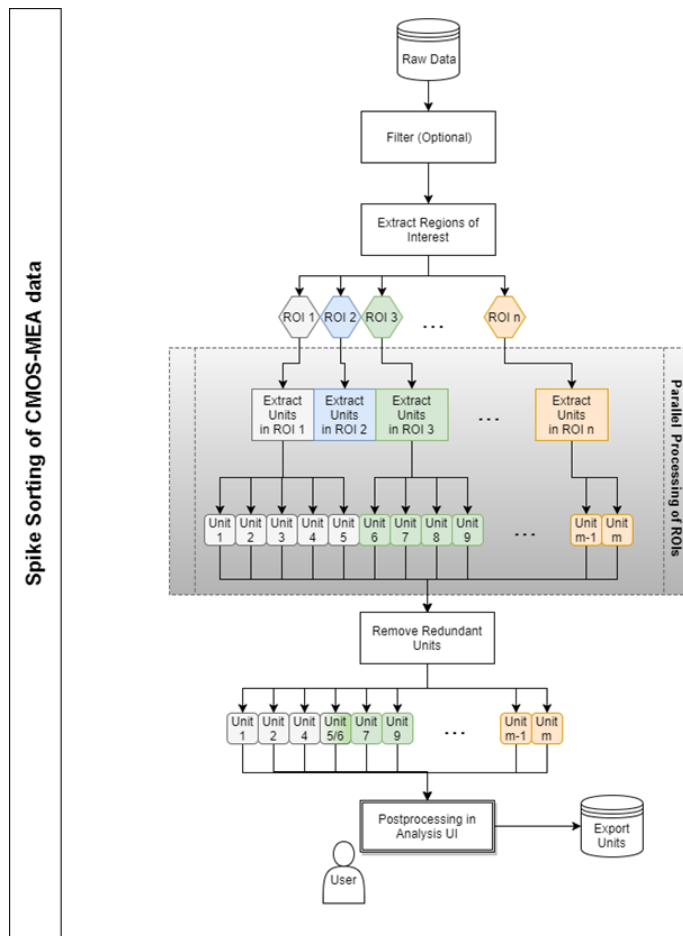 Spike Sorting of CMOS-MEA data
Raw Data
Filter (Optional)
Extract Regions of
Interest
ROI 1
ROI 2
ROI 3
...
ROI n
Parallel Processing of ROIs
Extract
Units
in ROI 1
Extract
Units
in ROI 2
Extract
Units
in ROI 3
...
Extract
Units
in ROI n
Unit
1
Unit
2
Unit
3
Unit
4
Unit
5
Unit
6
Unit
7
Unit
8
Unit
9
...
Unit
m-1
Unit
m
Remove Redundant
Units
Unit
1
Unit
2
Unit
4
Unit
5/6
Unit
7
Unit
9
...
Unit
m-1
Unit
m
Postprocessing in
Analysis UI
Export
Units
User